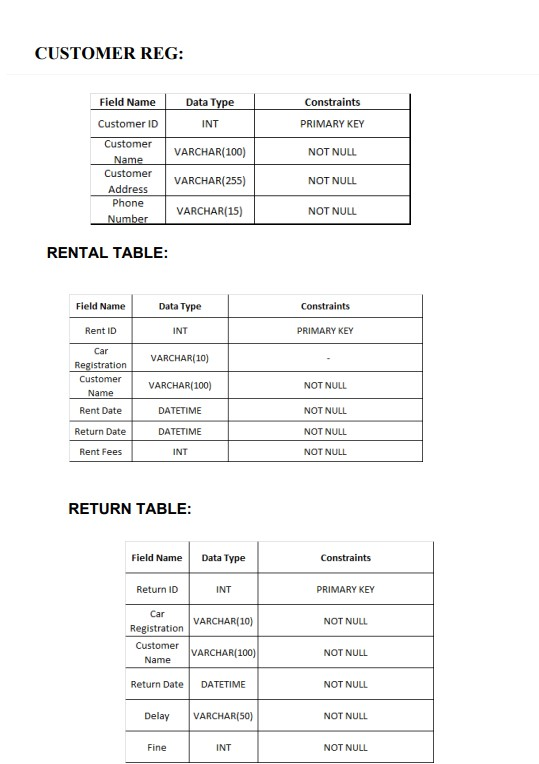 CUSTOMER REG:
Field Name Data Type Constraints
Customer ID INT PRIMARY KEY
Customer
Name VARCHAR(100) NOT NULL
Customer
Address VARCHAR(255) NOT NULL
Phone
Number VARCHAR(15) NOT NULL
RENTAL TABLE:
Field Name Data Type Constraints
Rent ID INT PRIMARY KEY
Car
Registration VARCHAR(10) -
Customer
Name VARCHAR(100) NOT NULL
Rent Date DATETIME NOT NULL
Return Date DATETIME NOT NULL
Rent Fees INT NOT NULL
RETURN TABLE:
Field Name Data Type Constraints
Return ID INT PRIMARY KEY
Car
Registration VARCHAR(10) NOT NULL
Customer
Name VARCHAR(100) NOT NULL
Return Date DATETIME NOT NULL
Delay VARCHAR(50) NOT NULL
Fine INT NOT NULL